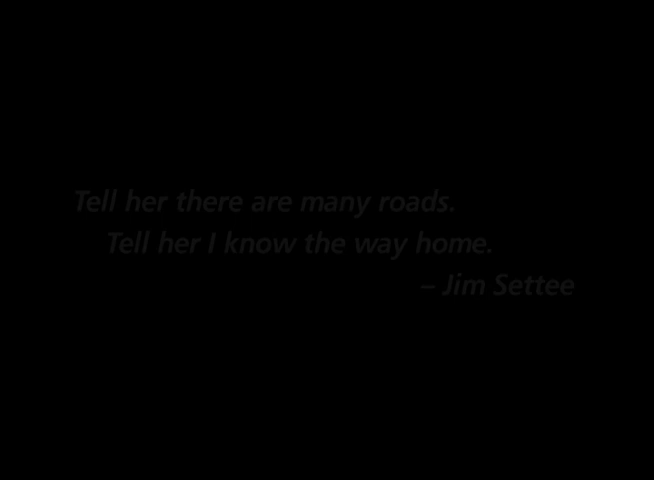 Tell her there are many roads.
Tell her I know the way home.
– Jim Settee